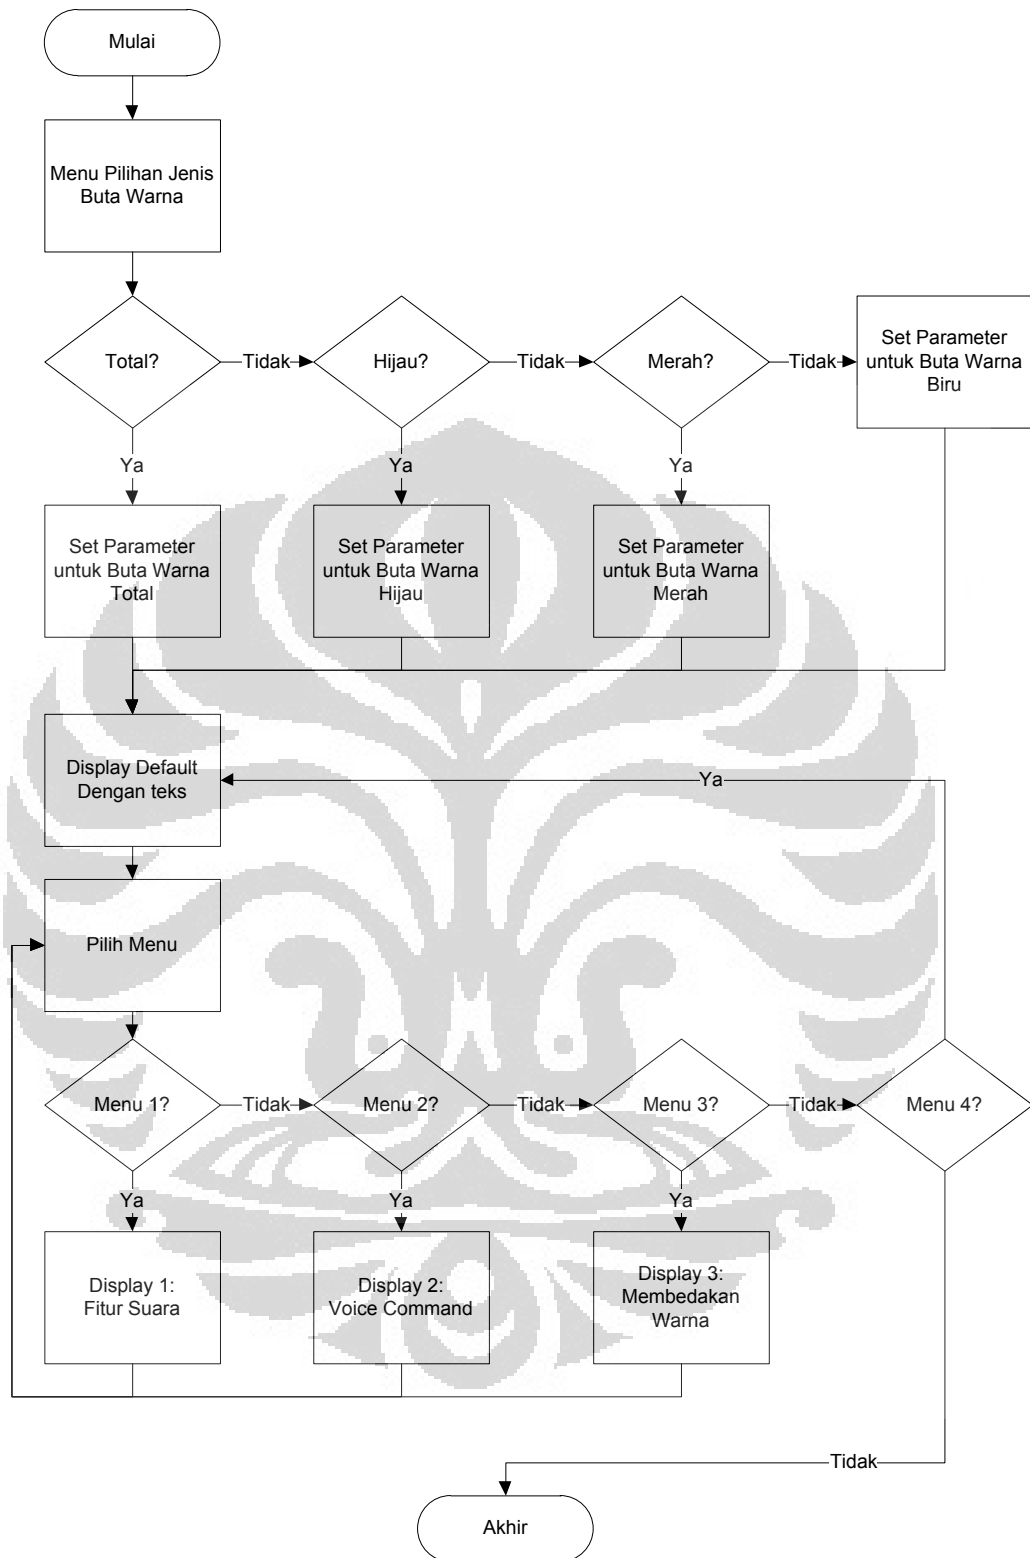 Mulai
Menu Pilihan Jenis
Buta Warna
Total?
Tidak
Hijau?
Tidak
Merah?
Tidak
Set Parameter
untuk Buta Warna
Biru
Ya
Ya
Ya
Set Parameter
untuk Buta Warna
Total
Set Parameter
untuk Buta Warna
Hijau
Set Parameter
untuk Buta Warna
Merah
Display Default
Dengan teks
Ya
Pilih Menu
Menu 1?
Tidak
Menu 2?
Tidak
Menu 3?
Tidak
Menu 4?
Ya
Ya
Ya
Display 1:
Fitur Suara
Display 2:
Voice Command
Display 3:
Membedakan
Warna
Tidak
Akhir